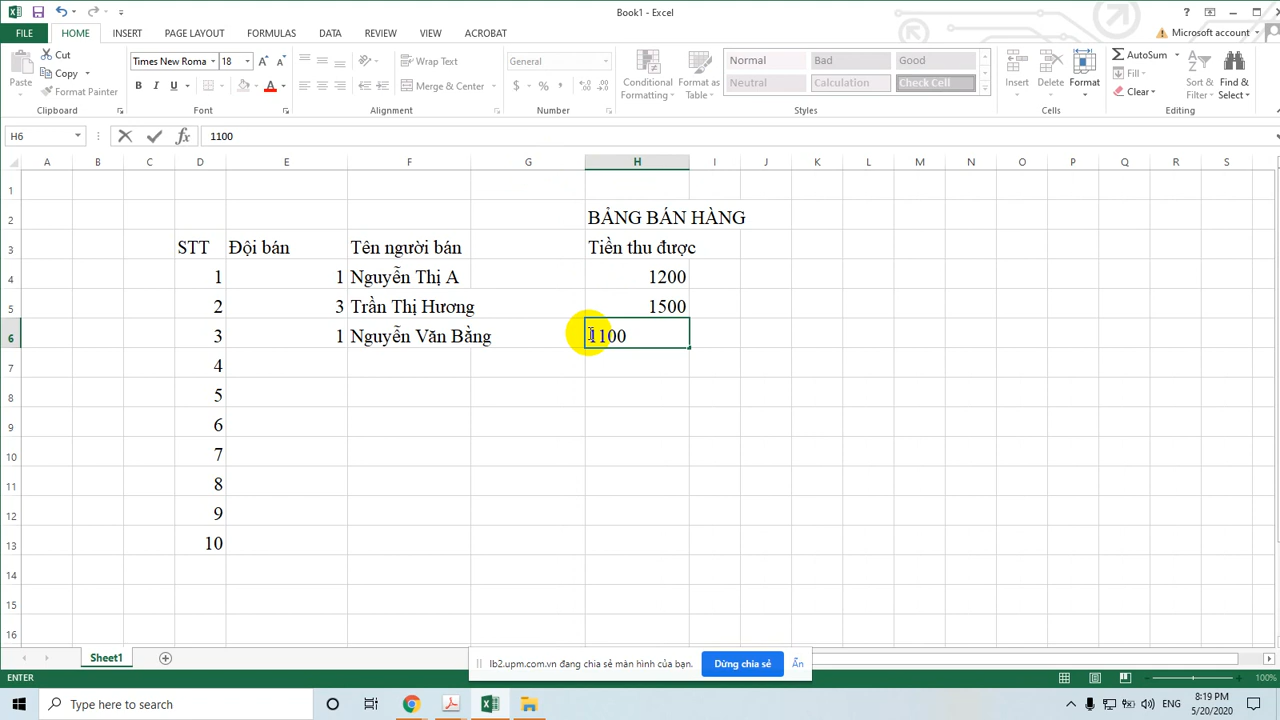 Book1 - Excel
?
FILE HOME INSERT PAGE LAYOUT FORMULAS DATA REVIEW VIEW ACROBAT Microsoft account
Paste Cut Copy Format Painter
Clipboard
Times New Roma 18
B I U A
Font
Wrap Text
Merge & Center
Alignment
General
$ % ,
Number
Conditional Formatting
Format as Table
Normal Bad Good
Neutral Calculation Check Cell
Styles
Insert Delete Format
Cells
AutoSum Fill Clear
Sort & Filter
Find & Select
Editing
H6 fx 1100
A B C D E F G H I J K L M N O P Q R S
1
2 BẢNG BÁN HÀNG
3 STT Đội bán Tên người bán Tiền thu được
4 1 1 Nguyễn Thị A 1200
5 2 3 Trần Thị Hương 1500
6 3 1 Nguyễn Văn Bằng 1100
7 4
8 5
9 6
10 7
11 8
12 9
13 10
14
15
16
Sheet1
lb2.upm.com.vn đang chia sẻ màn hình của bạn. Dừng chia sẻ Ẩn
ENTER 100%
Type here to search
ENG
8:19 PM
5/20/2020